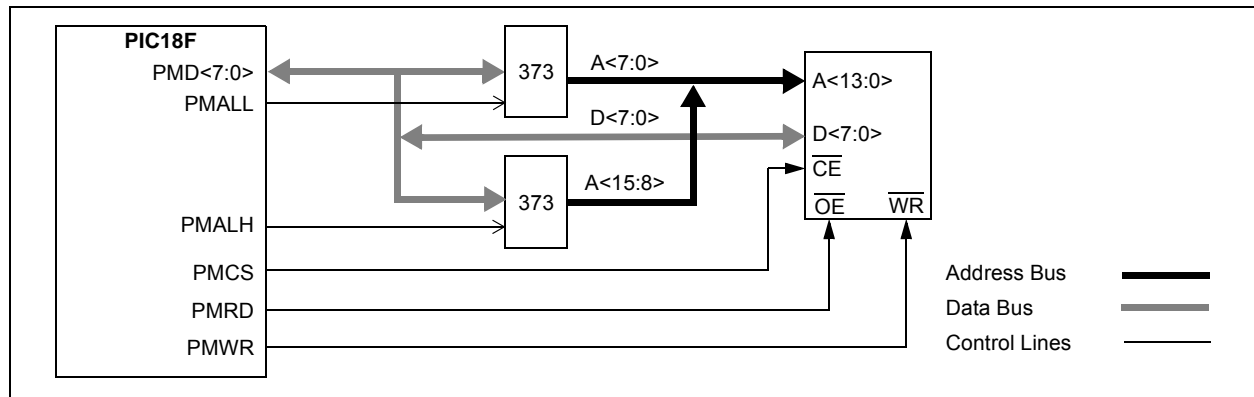 PIC18F
PMD<7:0>
PMALL
373
A<7:0>
A<13:0>
D<7:0>
D<7:0>
373
A<15:8>
CE
OE WR
PMALH
PMCS
PMRD
PMWR
Address Bus
Data Bus
Control Lines